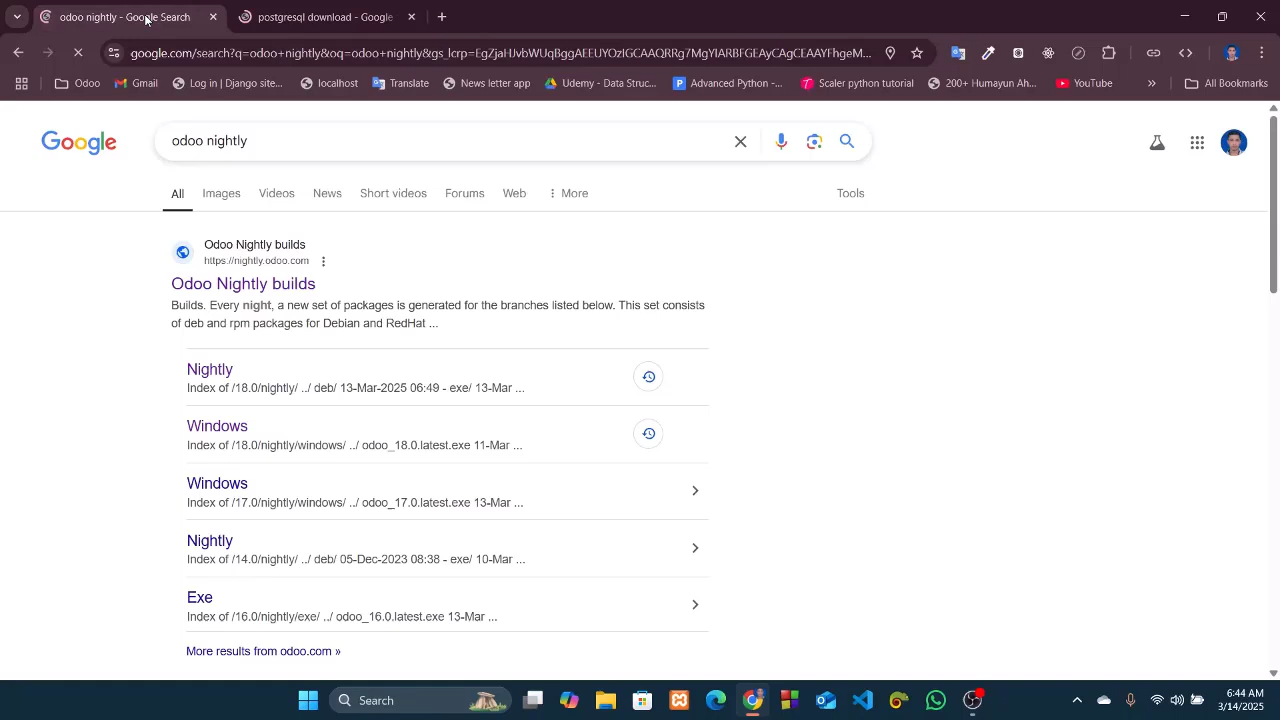 odoo nightly - Google Search
postgresql download - Google
google.com/search?q=odoo+nightly&oq=odoo+nightly&gs_lcrp=EgZjaHJvbWUqBggAEEUYOzIGCAAQRRg7MgYIARBFGEAyCAgCEAAYFhgeM...
Odoo
Gmail
Log in | Django site...
localhost
Translate
News letter app
Udemy - Data Struc...
Advanced Python -...
Scaler python tutorial
200+ Humayun Ah...
YouTube
All Bookmarks
Google
odoo nightly
All
Images
Videos
News
Short videos
Forums
Web
More
Tools
Odoo Nightly builds
https://nightly.odoo.com
Odoo Nightly builds
Builds. Every night, a new set of packages is generated for the branches listed below. This set consists
of deb and rpm packages for Debian and RedHat ...
Nightly
Index of /18.0/nightly/ ../ deb/ 13-Mar-2025 06:49 - exe/ 13-Mar ...
Windows
Index of /18.0/nightly/windows/ ../ odoo_18.0.latest.exe 11-Mar ...
Windows
Index of /17.0/nightly/windows/ ../ odoo_17.0.latest.exe 13-Mar ...
Nightly
Index of /14.0/nightly/ ../ deb/ 05-Dec-2023 08:38 - exe/ 10-Mar ...
Exe
Index of /16.0/nightly/exe/ ../ odoo_16.0.latest.exe 13-Mar ...
More results from odoo.com »
Search
6:44 AM
3/14/2025